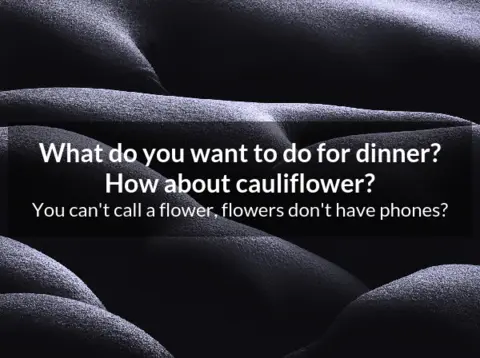 What do you want to do for dinner?
How about cauliflower?
You can't call a flower, flowers don't have phones?